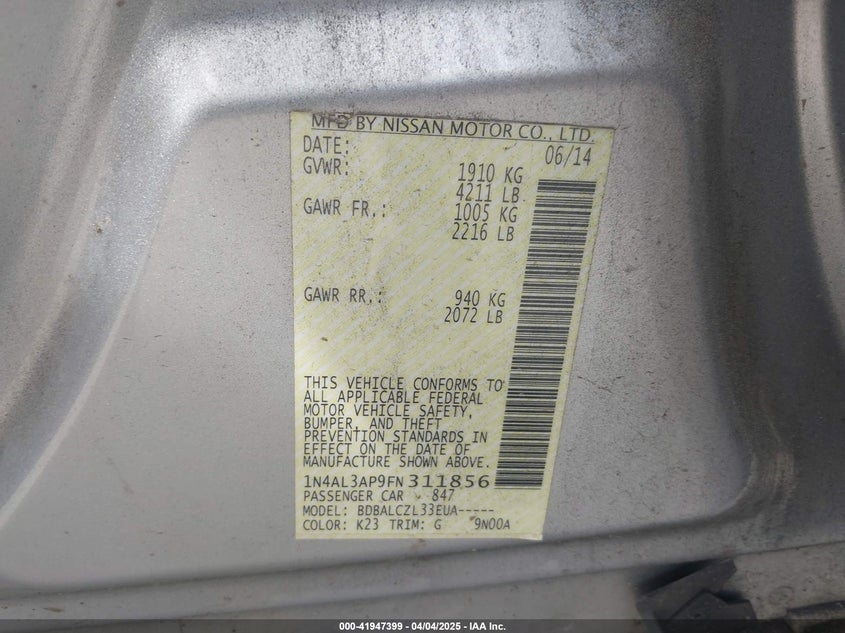 MFD BY NISSAN MOTOR CO., LTD.
DATE: 06/14
GVWR: 1910 KG
4211 LB
GAWR FR.: 1005 KG
2216 LB
GAWR RR.: 940 KG
2072 LB
THIS VEHICLE CONFORMS TO
ALL APPLICABLE FEDERAL
MOTOR VEHICLE SAFETY,
BUMPER, AND THEFT
PREVENTION STANDARDS IN
EFFECT ON THE DATE OF
MANUFACTURE SHOWN ABOVE.
1N4AL3AP9FN311856
PASSENGER CAR 847
MODEL: BDBALCZL33EUA-----
COLOR: K23 TRIM: G 9N00A
000-41947399 - 04/04/2025 - IAA Inc.